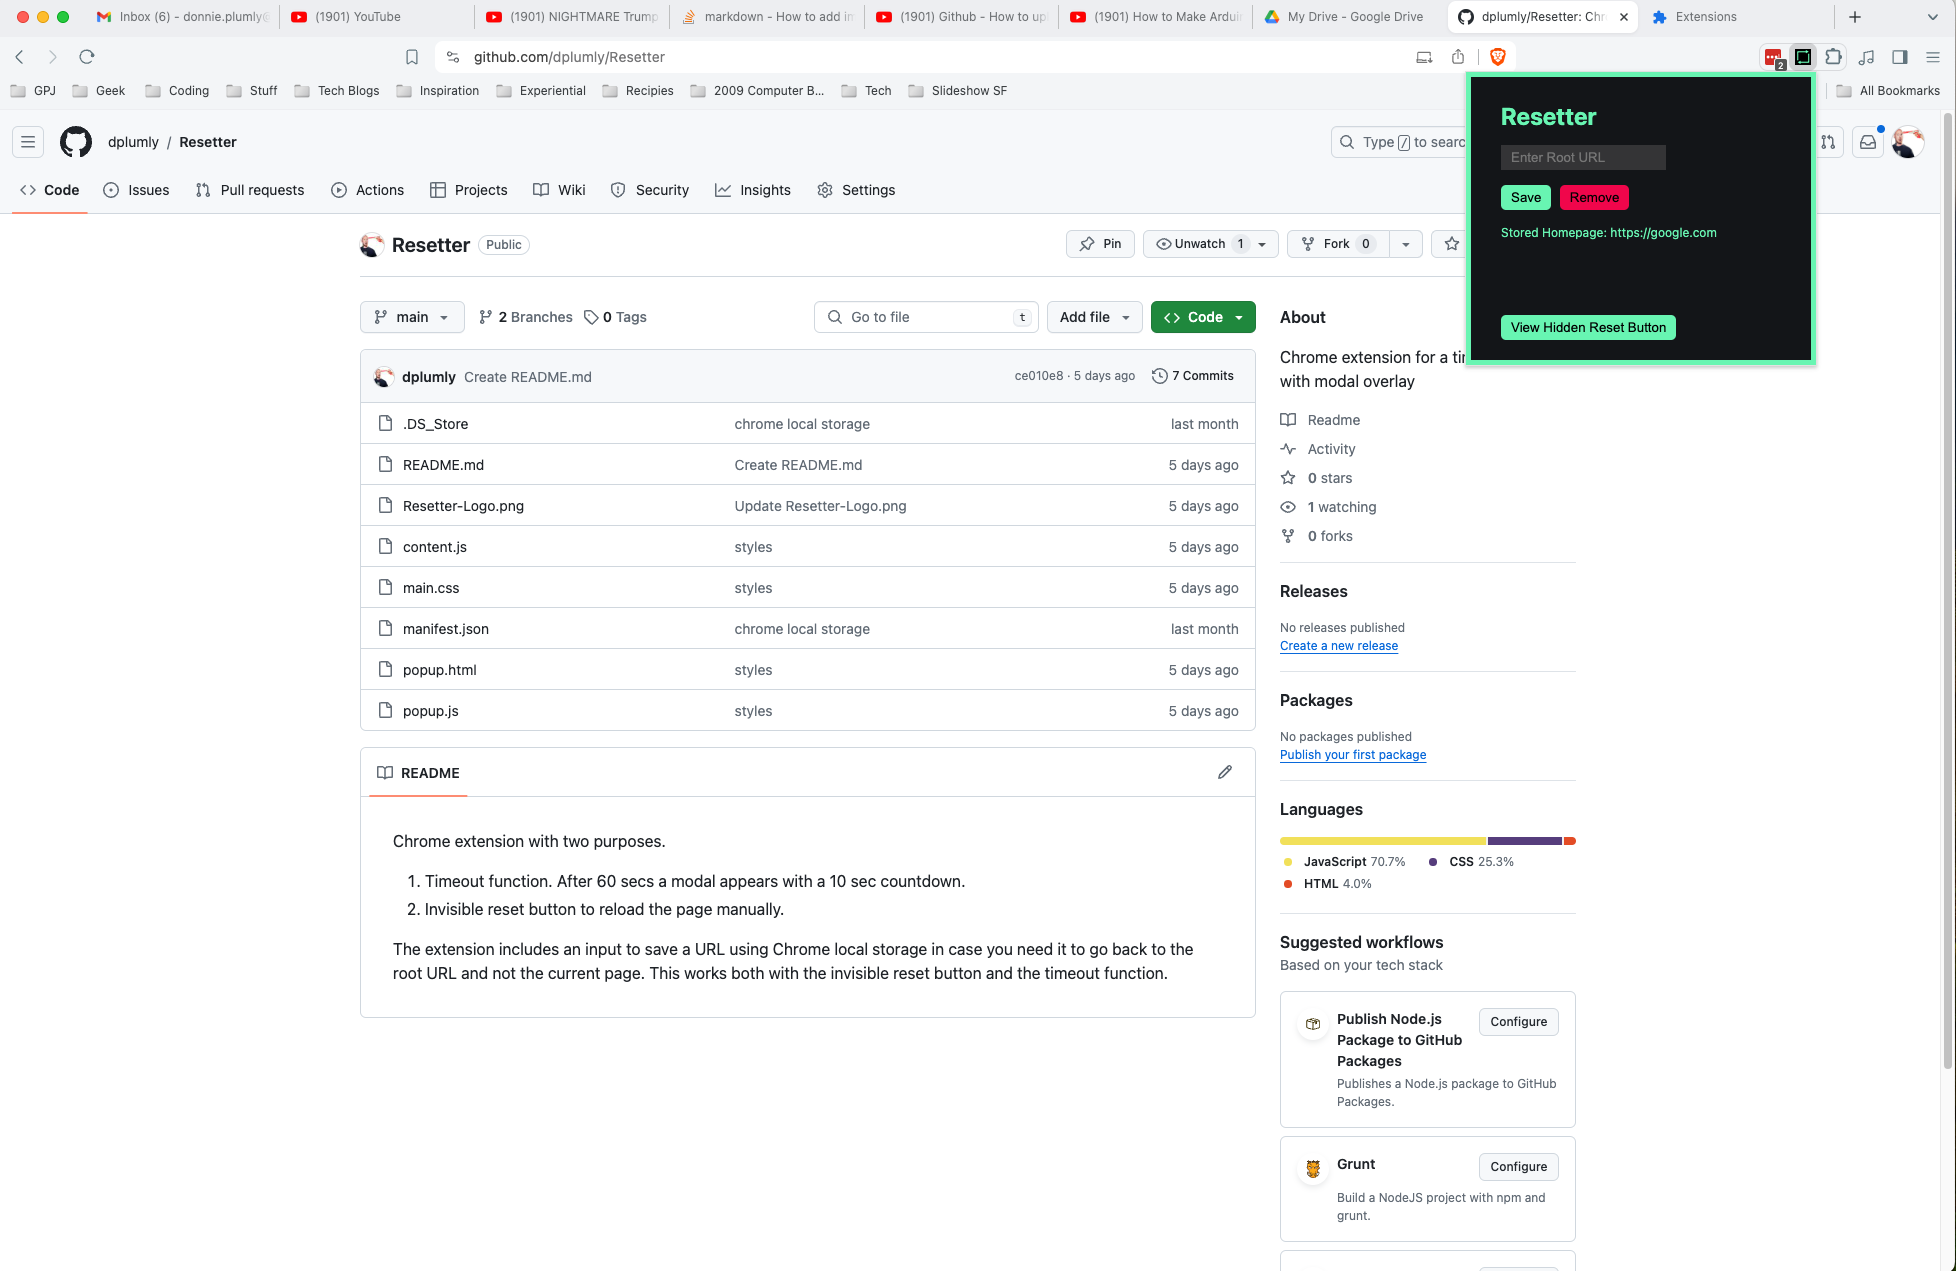 Inbox (6) - donnie.plumly@
(1901) YouTube
(1901) NIGHTMARE Trump
markdown - How to add im
(1901) Github - How to up
(1901) How to Make Ardui
My Drive - Google Drive
dplumly/Resetter: Chr
Extensions
github.com/dplumly/Resetter
2
GPJ
Geek
Coding
Stuff
Tech Blogs
Inspiration
Experiential
Recipies
2009 Computer B...
Tech
Slideshow SF
All Bookmarks
dplumly / Resetter
Type / to searc
Code
Issues
Pull requests
Actions
Projects
Wiki
Security
Insights
Settings
Resetter
Enter Root URL
Save
Remove
Stored Homepage: https://google.com
View Hidden Reset Button
Resetter
Public
Pin
Unwatch 1
Fork 0
main
2 Branches
0 Tags
Go to file
t
Add file
Code
dplumly Create README.md
ce010e8 · 5 days ago
7 Commits
.DS_Store chrome local storage last month
README.md Create README.md 5 days ago
Resetter-Logo.png Update Resetter-Logo.png 5 days ago
content.js styles 5 days ago
main.css styles 5 days ago
manifest.json chrome local storage last month
popup.html styles 5 days ago
popup.js styles 5 days ago
README
Chrome extension with two purposes.
1. Timeout function. After 60 secs a modal appears with a 10 sec countdown.
2. Invisible reset button to reload the page manually.
The extension includes an input to save a URL using Chrome local storage in case you need it to go back to the
root URL and not the current page. This works both with the invisible reset button and the timeout function.
About
Chrome extension for a tim
with modal overlay
Readme
Activity
0 stars
1 watching
0 forks
Releases
No releases published
Create a new release
Packages
No packages published
Publish your first package
Languages
JavaScript 70.7%
CSS 25.3%
HTML 4.0%
Suggested workflows
Based on your tech stack
Publish Node.js
Package to GitHub
Packages
Configure
Publishes a Node.js package to GitHub
Packages.
Grunt
Configure
Build a NodeJS project with npm and
grunt.